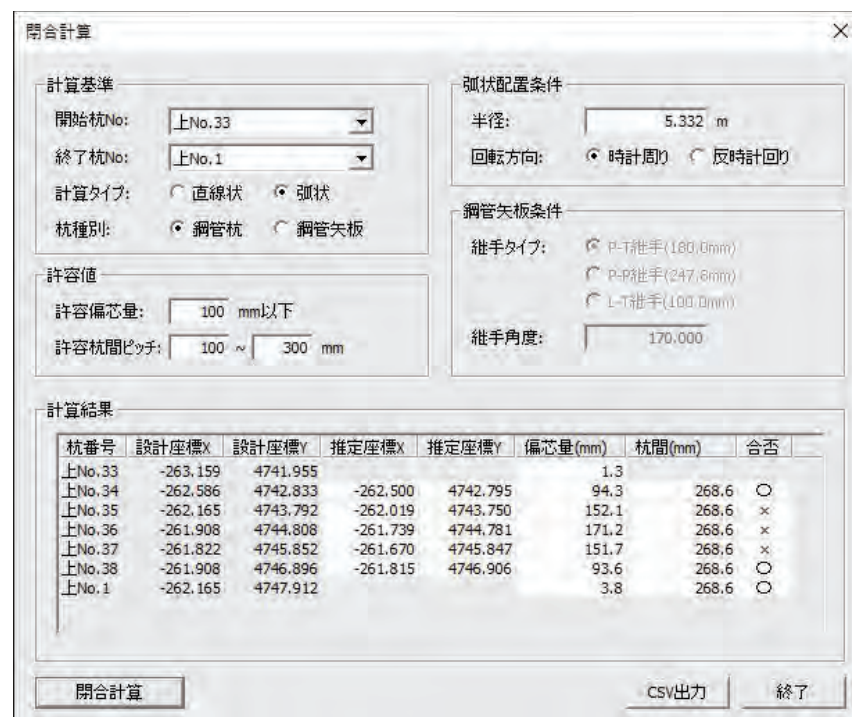 閉合計算
計算基準
開始杭No: 上No.33
終了杭No: 上No.1
計算タイプ: 直線状 弧状
杭種別: 鋼管杭 鋼管矢板
許容値
許容偏芯量: 100 mm以下
許容杭間ピッチ: 100 ~ 300 mm
弧状配置条件
半径: 5.332 m
回転方向: 時計周り 反時計回り
鋼管矢板条件
継手タイプ: P-T継手(180.0mm)
P-P継手(247.8mm)
L-T継手(100.0mm)
継手角度: 170.000
計算結果
杭番号 設計座標X 設計座標Y 推定座標X 推定座標Y 偏芯量(mm) 杭間(mm) 合否
上No.33 -263.159 4741.955 1.3
上No.34 -262.586 4742.833 -262.500 4742.795 94.3 268.6 ○
上No.35 -262.165 4743.792 -262.019 4743.750 152.1 268.6 ×
上No.36 -261.908 4744.808 -261.739 4744.781 171.2 268.6 ×
上No.37 -261.822 4745.852 -261.670 4745.847 151.7 268.6 ×
上No.38 -261.908 4746.896 -261.815 4746.906 93.6 268.6 ○
上No.1 -262.165 4747.912 3.8 268.6 ○
閉合計算 CSV出力 終了